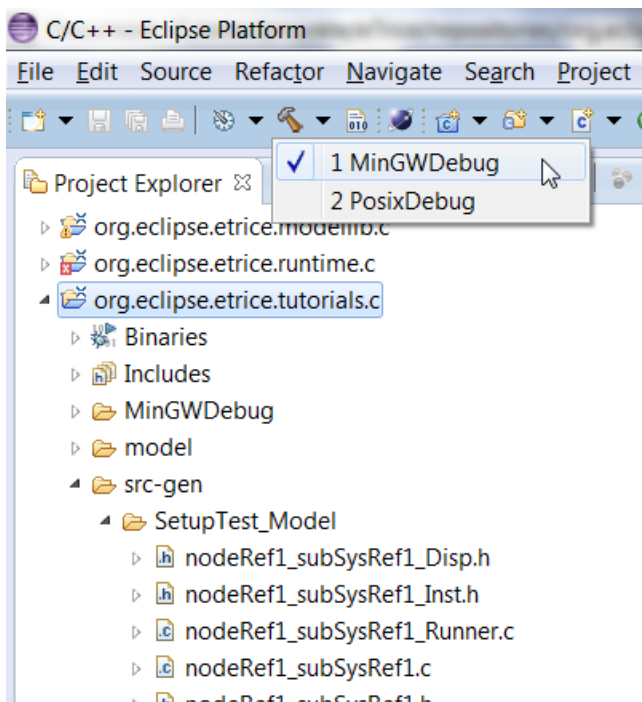 C/C++ - Eclipse Platform
File Edit Source Refactor Navigate Search Project
010
1 MinGWDebug
2 PosixDebug
Project Explorer
org.eclipse.etrice.modellib.c
org.eclipse.etrice.runtime.c
org.eclipse.etrice.tutorials.c
Binaries
Includes
MinGWDebug
model
src-gen
SetupTest_Model
nodeRef1_subSysRef1_Disp.h
nodeRef1_subSysRef1_Inst.h
nodeRef1_subSysRef1_Runner.c
nodeRef1_subSysRef1.c
nodeRef1_subSysRef1.h